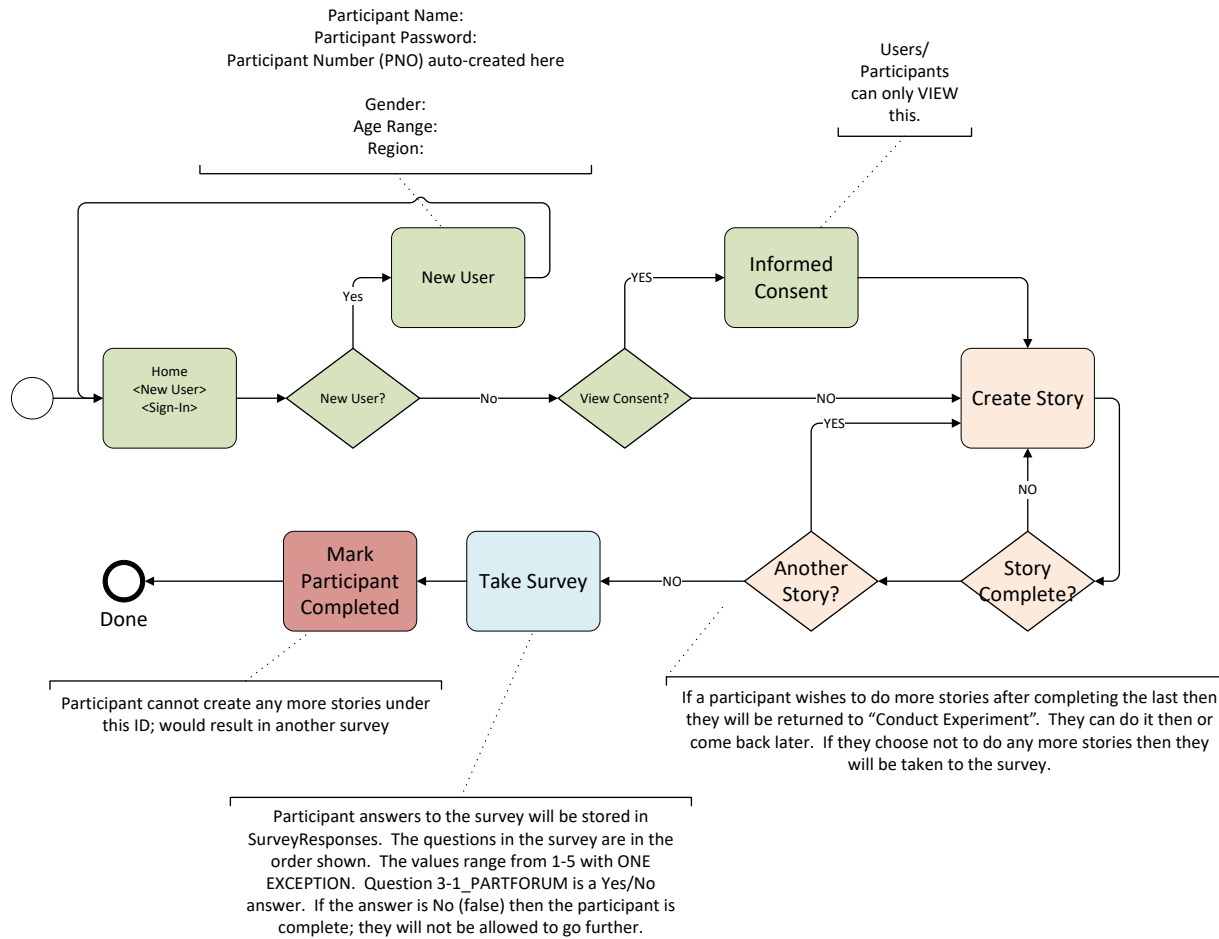 Participant Name:
Participant Password:
Participant Number (PNO) auto-created here
Gender:
Age Range:
Region:
Users/
Participants
can only VIEW
this.
New User
Yes
Informed
Consent
YES
Home
<New User>
<Sign-In>
New User?
No
View Consent?
NO
Create Story
YES
NO
Mark
Participant
Completed
Take Survey
NO
Another
Story?
Story
Complete?
Done
Participant cannot create any more stories under
this ID; would result in another survey
If a participant wishes to do more stories after completing the last then
they will be returned to “Conduct Experiment”.  They can do it then or
come back later.  If they choose not to do any more stories then they
will be taken to the survey.
Participant answers to the survey will be stored in
SurveyResponses.  The questions in the survey are in the
order shown.  The values range from 1-5 with ONE
EXCEPTION.  Question 3-1_PARTFORUM is a Yes/No
answer.  If the answer is No (false) then the participant is
complete; they will not be allowed to go further.